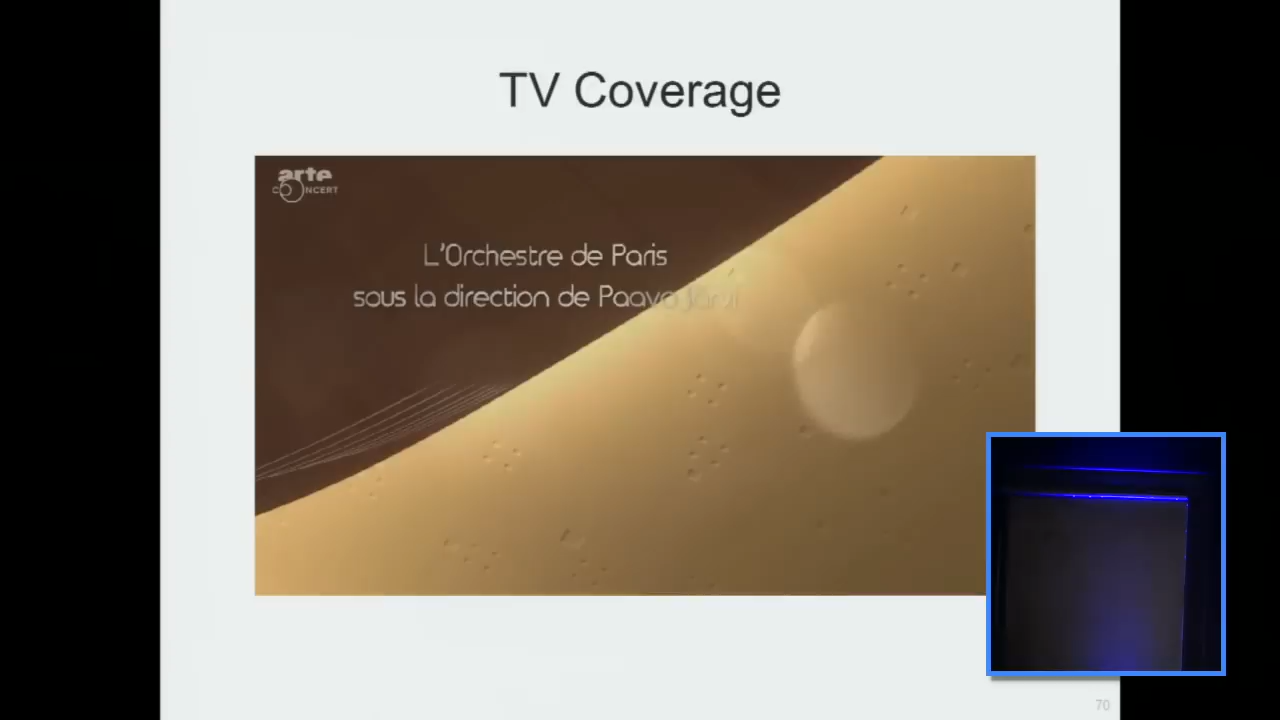 TV Coverage
arte
CONCERT
L'Orchestre de Paris
sous la direction de Paavo Järvi
70